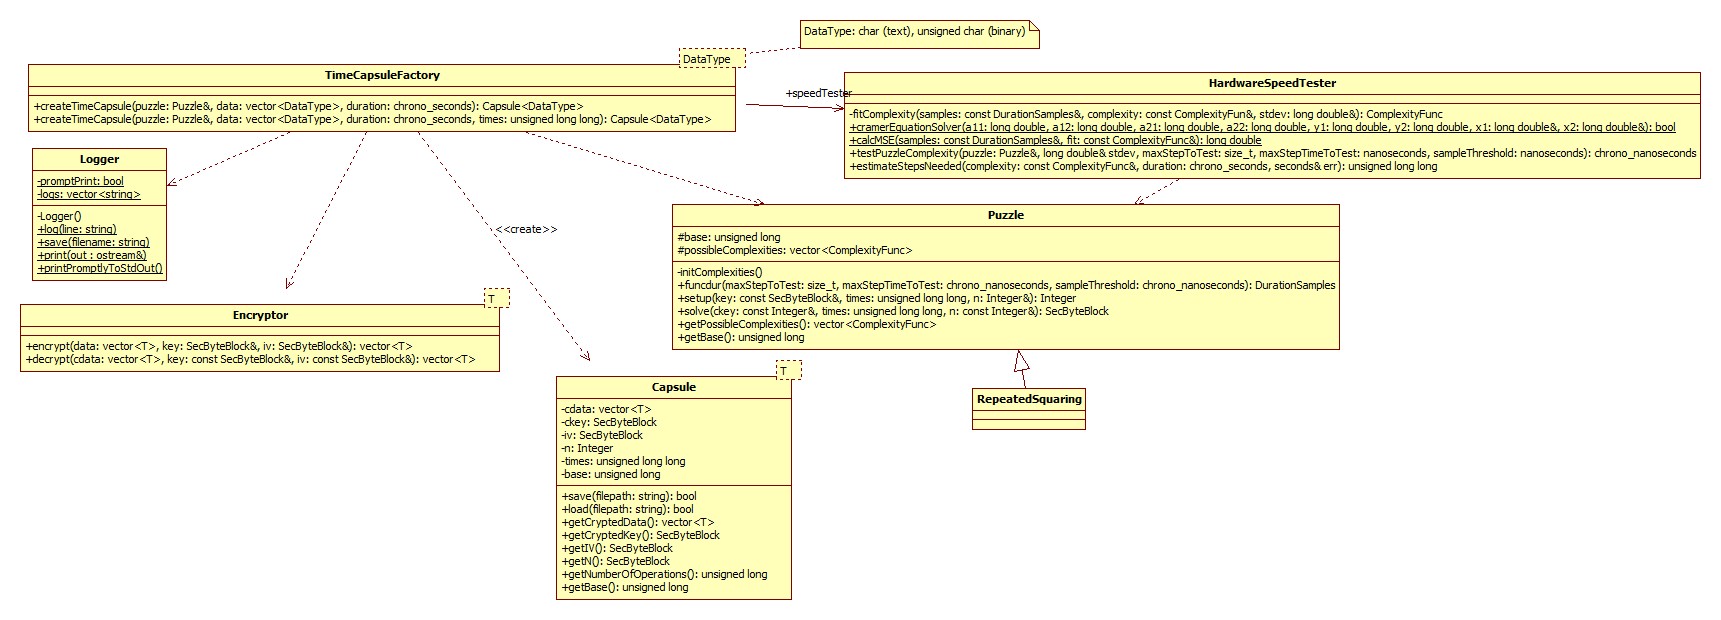 DataType: char (text), unsigned char (binary)
DataType
TimeCapsuleFactory
+createTimeCapsule(puzzle: Puzzle&, data: vector<DataType>, duration: chrono_seconds): Capsule<DataType>
+createTimeCapsule(puzzle: Puzzle&, data: vector<DataType>, duration: chrono_seconds, times: unsigned long long): Capsule<DataType>
+speedTester
HardwareSpeedTester
-fitComplexity(samples: const DurationSamples&, complexity: const ComplexityFun&, stdev: long double&): ComplexityFunc
+cramerEquationSolver(a11: long double, a12: long double, a21: long double, a22: long double, y1: long double, y2: long double, x1: long double&, x2: long double&): bool
+calcMSE(samples: const DurationSamples&, fit: const ComplexityFunc&): long double
+testPuzzleComplexity(puzzle: Puzzle&, long double& stdev, maxStepToTest: size_t, maxStepTimeToTest: nanoseconds, sampleThreshold: nanoseconds): chrono_nanoseconds
+estimateStepsNeeded(complexity: const ComplexityFunc&, duration: chrono_seconds, seconds& err): unsigned long long
Logger
-promptPrint: bool
-logs: vector<string>
-Logger()
+log(line: string)
+save(filename: string)
+print(out : ostream&)
+printPromptlyToStdOut()
<<create>>
Puzzle
#base: unsigned long
#possibleComplexities: vector<ComplexityFunc>
-initComplexities()
+funcdur(maxStepToTest: size_t, maxStepTimeToTest: chrono_nanoseconds, sampleThreshold: chrono_nanoseconds): DurationSamples
+setup(key: const SecByteBlock&, times: unsigned long long, n: Integer&): Integer
+solve(ckey: const Integer&, times: unsigned long long, n: const Integer&): SecByteBlock
+getPossibleComplexities(): vector<ComplexityFunc>
+getBase(): unsigned long
T
Encryptor
+encrypt(data: vector<T>, key: SecByteBlock&, iv: SecByteBlock&): vector<T>
+decrypt(cdata: vector<T>, key: const SecByteBlock&, iv: const SecByteBlock&): vector<T>
T
Capsule
-cdata: vector<T>
-ckey: SecByteBlock
-iv: SecByteBlock
-n: Integer
-times: unsigned long long
-base: unsigned long
+save(filepath: string): bool
+load(filepath: string): bool
+getCryptedData(): vector<T>
+getCryptedKey(): SecByteBlock
+getIV(): SecByteBlock
+getN(): SecByteBlock
+getNumberOfOperations(): unsigned long
+getBase(): unsigned long
RepeatedSquaring